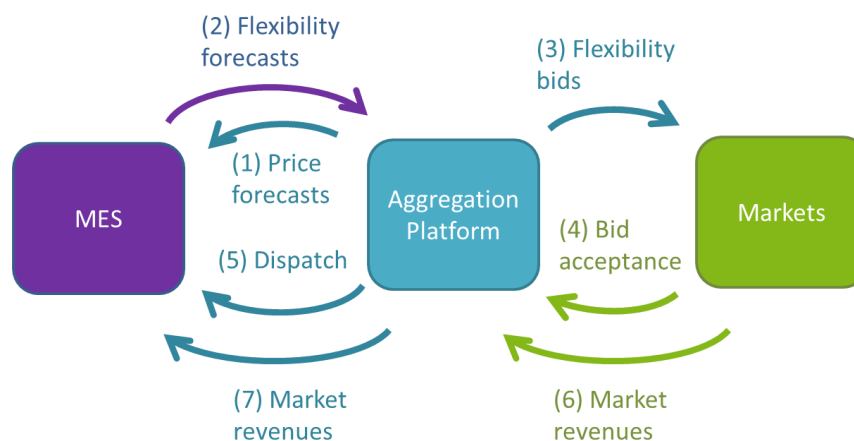 (2) Flexibility
forecasts
(3) Flexibility
bids
(1) Price
forecasts
MES
Aggregation
Platform
Markets
(4) Bid
acceptance
(5) Dispatch
(7) Market
revenues
(6) Market
revenues